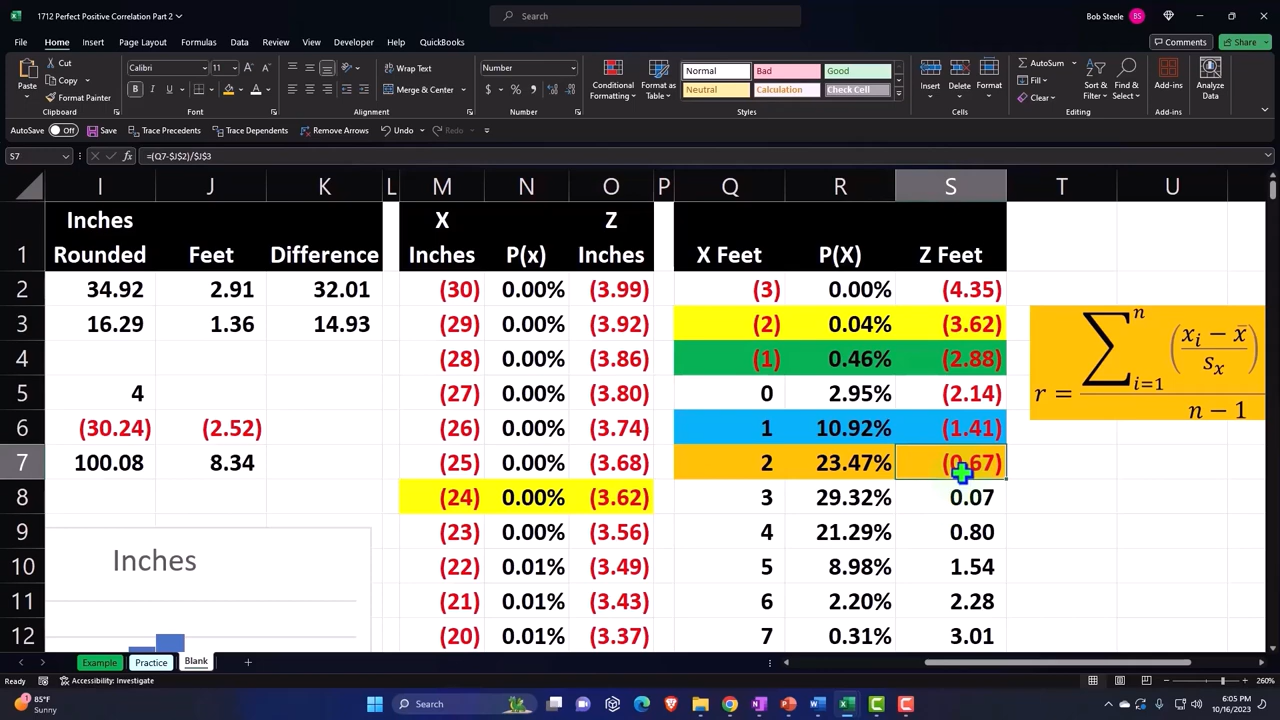 1712 Perfect Positive Correlation Part 2
Search
Bob Steele
BS
File Home Insert Page Layout Formulas Data Review View Developer Automate Help QuickBooks
Comments
Share
Paste
Cut
Copy
Format Painter
Clipboard
Calibri
11
B I U
Font
Wrap Text
Merge & Center
Alignment
Number
$ % 9
Number
Conditional
Formatting
Format as
Table
Normal Bad Good
Neutral Calculation Check Cell
Styles
Insert Delete Format
Cells
AutoSum
Fill
Clear
Sort &
Filter
Find &
Select
Editing
Add-ins
Add-ins
Analyze
Data
AutoSave Off Save Trace Precedents Trace Dependents Remove Arrows Undo Redo
S7
fx =(Q7-$J$2)/$J$3
I J K L M N O P Q R S T U
Inches X Z
1 Rounded Feet Difference Inches P(x) Inches X Feet P(X) Z Feet
2 34.92 2.91 32.01 (30) 0.00% (3.99) (3) 0.00% (4.35)
3 16.29 1.36 14.93 (29) 0.00% (3.92) (2) 0.04% (3.62)
4 (28) 0.00% (3.86) (1) 0.46% (2.88)
5 4 (27) 0.00% (3.80) 0 2.95% (2.14)
6 (30.24) (2.52) (26) 0.00% (3.74) 1 10.92% (1.41)
7 100.08 8.34 (25) 0.00% (3.68) 2 23.47% (0.67)
8 (24) 0.00% (3.62) 3 29.32% 0.07
9 (23) 0.00% (3.56) 4 21.29% 0.80
10 (22) 0.01% (3.49) 5 8.98% 1.54
11 (21) 0.01% (3.43) 6 2.20% 2.28
12 (20) 0.01% (3.37) 7 0.31% 3.01
r = ∑ n i=1 ( xᵢ − x̄ / sₓ ) / n − 1
Inches
Example Practice Blank
Ready Accessibility: Investigate
260%
1
85°F
Sunny
Search
6:05 PM
10/16/2023